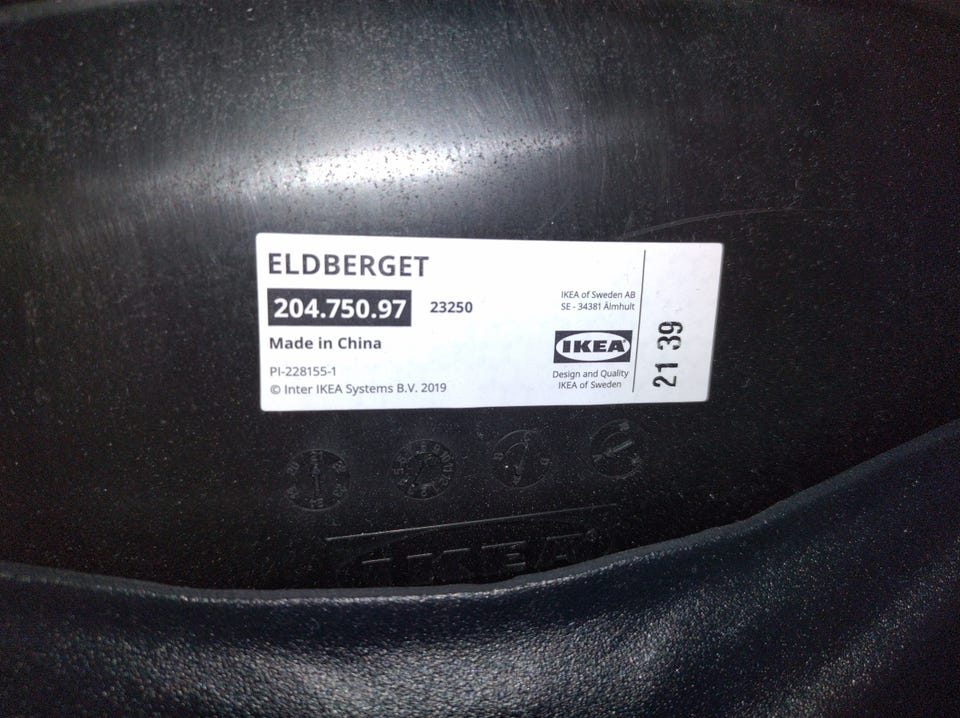 ELDBERGET
204.750.97 23250
Made in China
PI-228155-1
© Inter IKEA Systems B.V. 2019
IKEA of Sweden AB
SE - 34381 Älmhult
IKEA
Design and Quality
IKEA of Sweden
21 39
IKEA